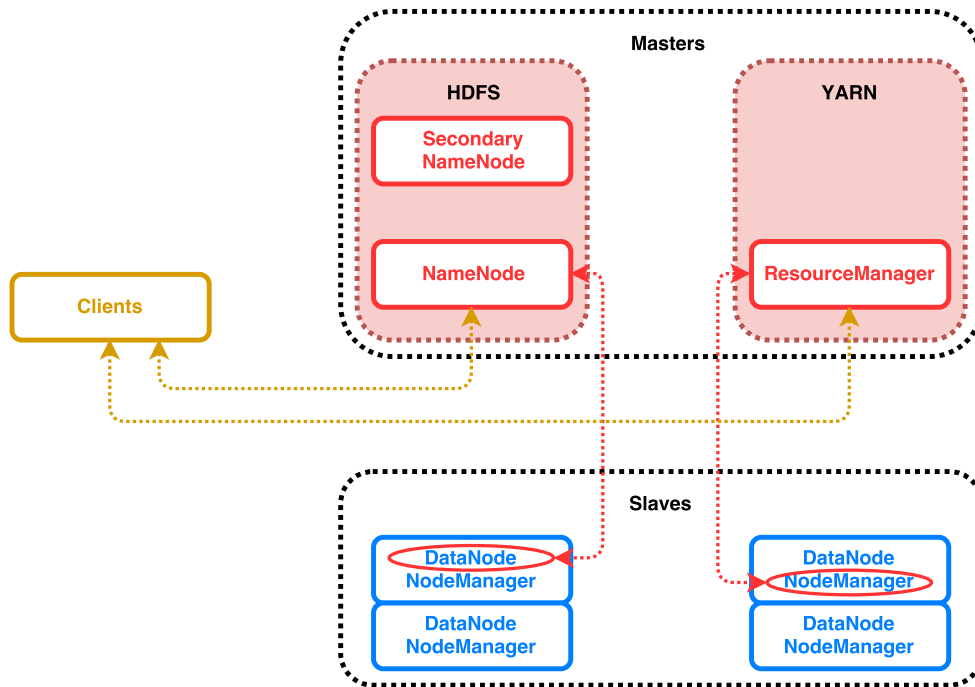 Masters
HDFS
YARN
Secondary
NameNode
NameNode
ResourceManager
Clients
Slaves
DataNode
NodeManager
DataNode
NodeManager
DataNode
NodeManager
DataNode
NodeManager